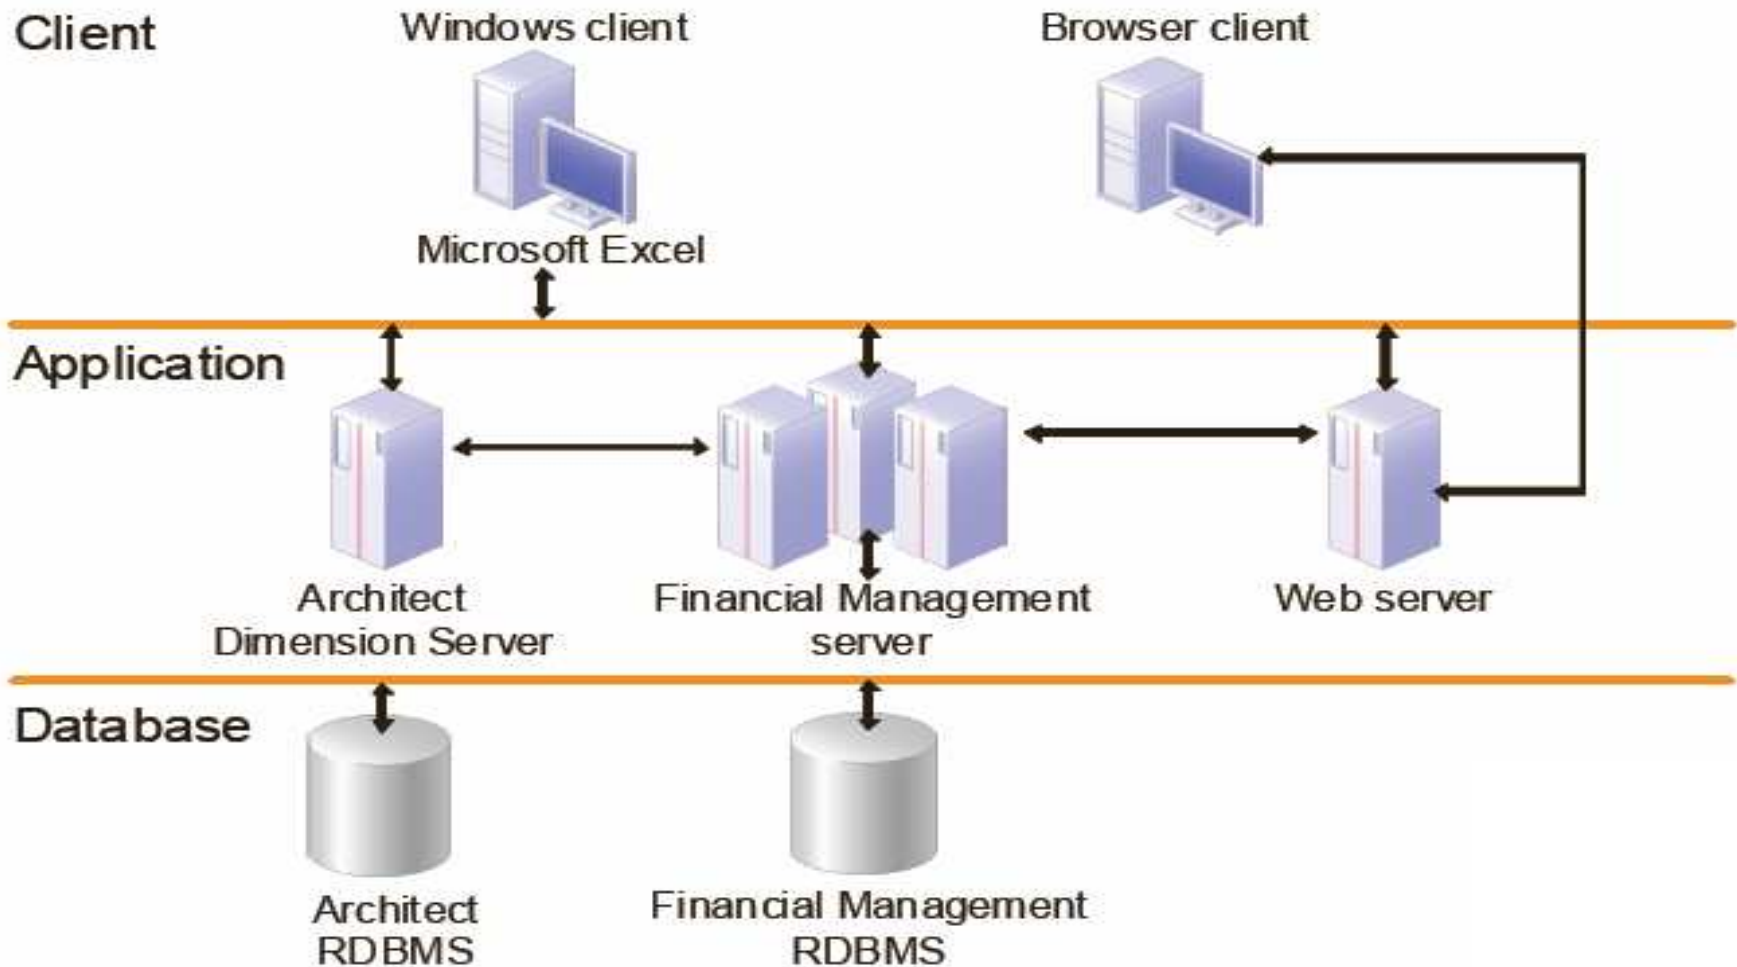 Client
Windows client
Browser client
Microsoft Excel
Application
Architect
Dimension Server
Financial Management
server
Web server
Database
Architect
RDBMS
Financial Management
RDBMS